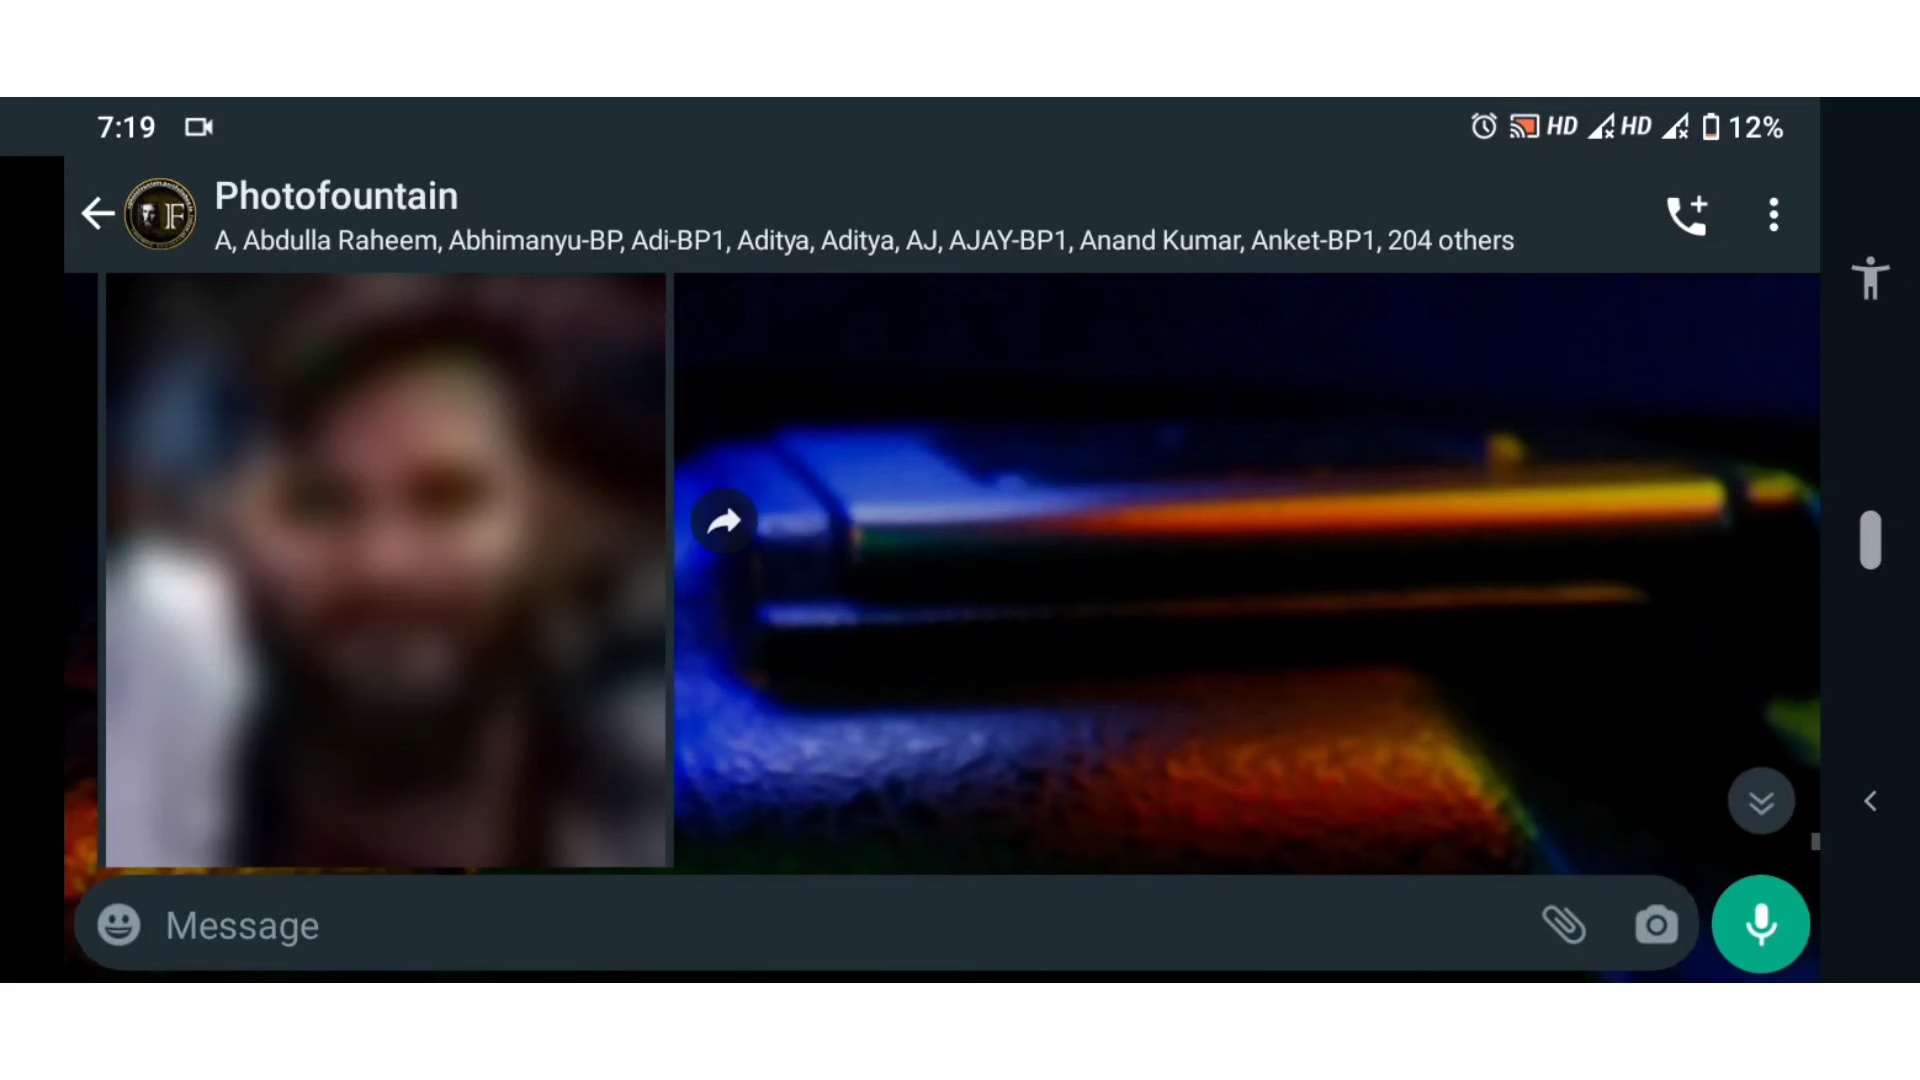 7:19 HD HD 12%
Photofountain
A, Abdulla Raheem, Abhimanyu-BP, Adi-BP1, Aditya, Aditya, AJ, AJAY-BP1, Anand Kumar, Anket-BP1, 204 others
Message